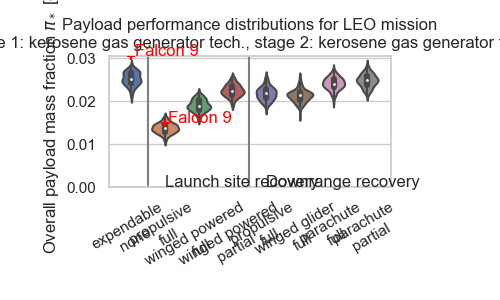 Payload performance distributions for LEO mission
e 1: kerosene gas generator tech., stage 2: kerosene gas generator
Overall payload mass fraction π* [
0.03
0.02
0.01
0.00
Falcon 9
Falcon 9
Launch site recovery
Downrange recovery
expendable
none
propulsive
full
winged powered
full
winged powered
partial
propulsive
full
winged glider
full
parachute
full
parachute
partial